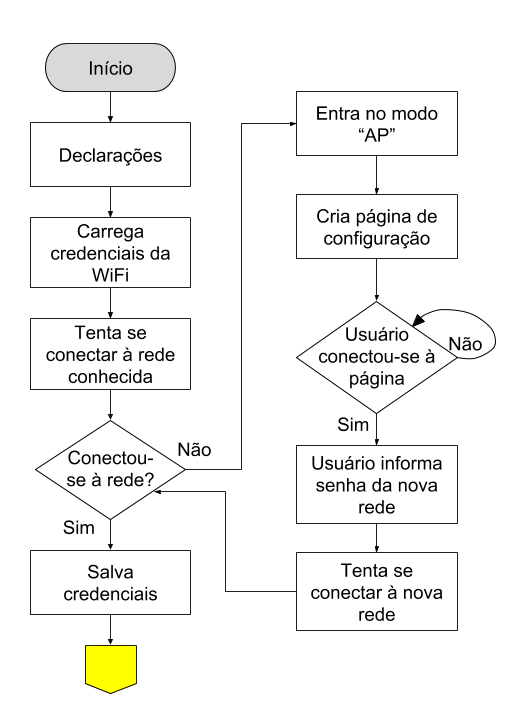 Início
Declarações
Carrega
credenciais da
WiFi
Tenta se
conectar à rede
conhecida
Conectou-
se à rede?
Não
Sim
Salva
credenciais
Entra no modo
“AP”
Cria página de
configuração
Usuário
conectou-se à
página
Não
Sim
Usuário informa
senha da nova
rede
Tenta se
conectar à nova
rede